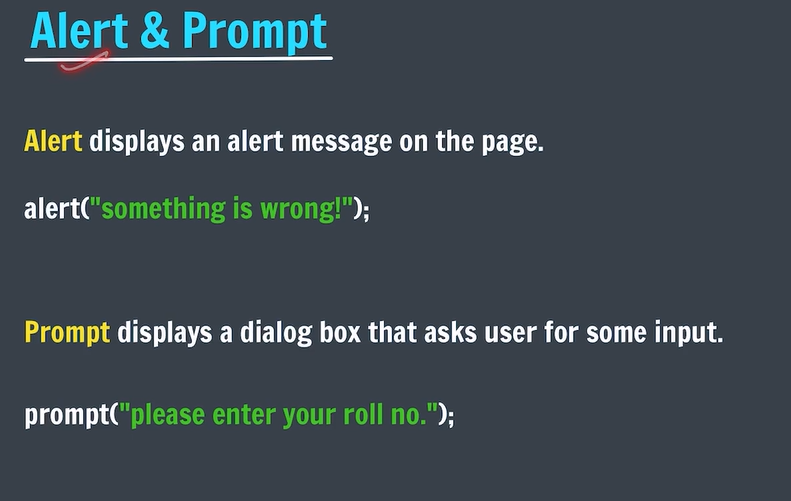 Alert & Prompt
Alert displays an alert message on the page.
alert("something is wrong!");
Prompt displays a dialog box that asks user for some input.
prompt("please enter your roll no.");